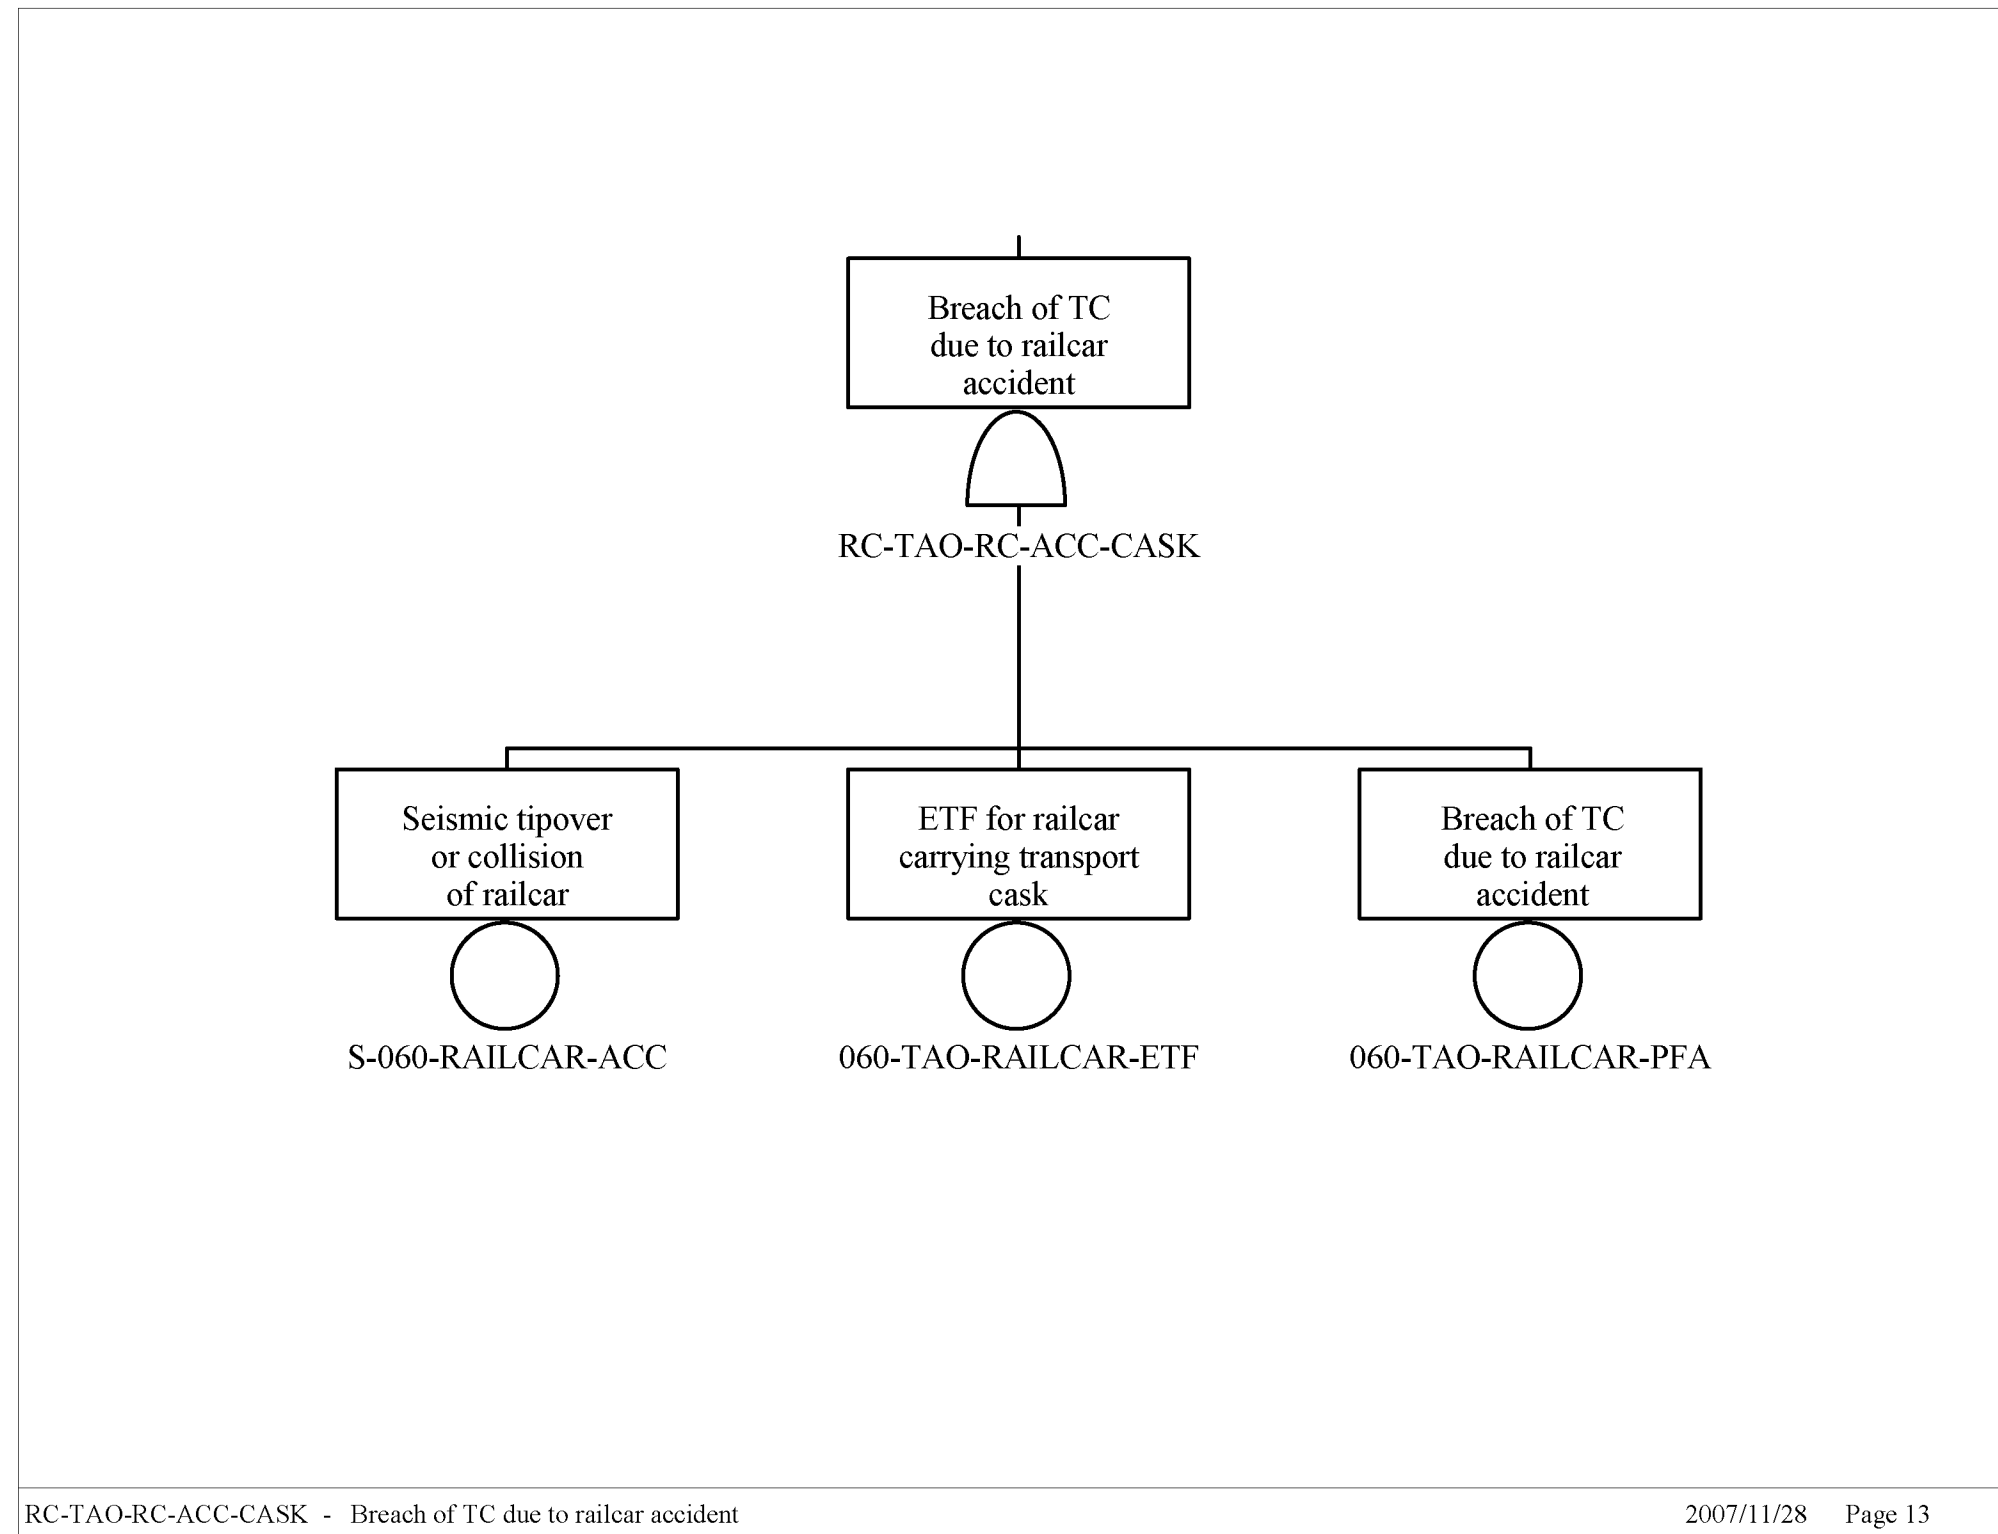 Breach of TC
due to railcar
accident
RC-TAO-RC-ACC-CASK
Seismic tipover
or collision
of railcar
S-060-RAILCAR-ACC
ETF for railcar
carrying transport
cask
060-TAO-RAILCAR-ETF
Breach of TC
due to railcar
accident
060-TAO-RAILCAR-PFA
RC-TAO-RC-ACC-CASK - Breach of TC due to railcar accident
2007/11/28 Page 13